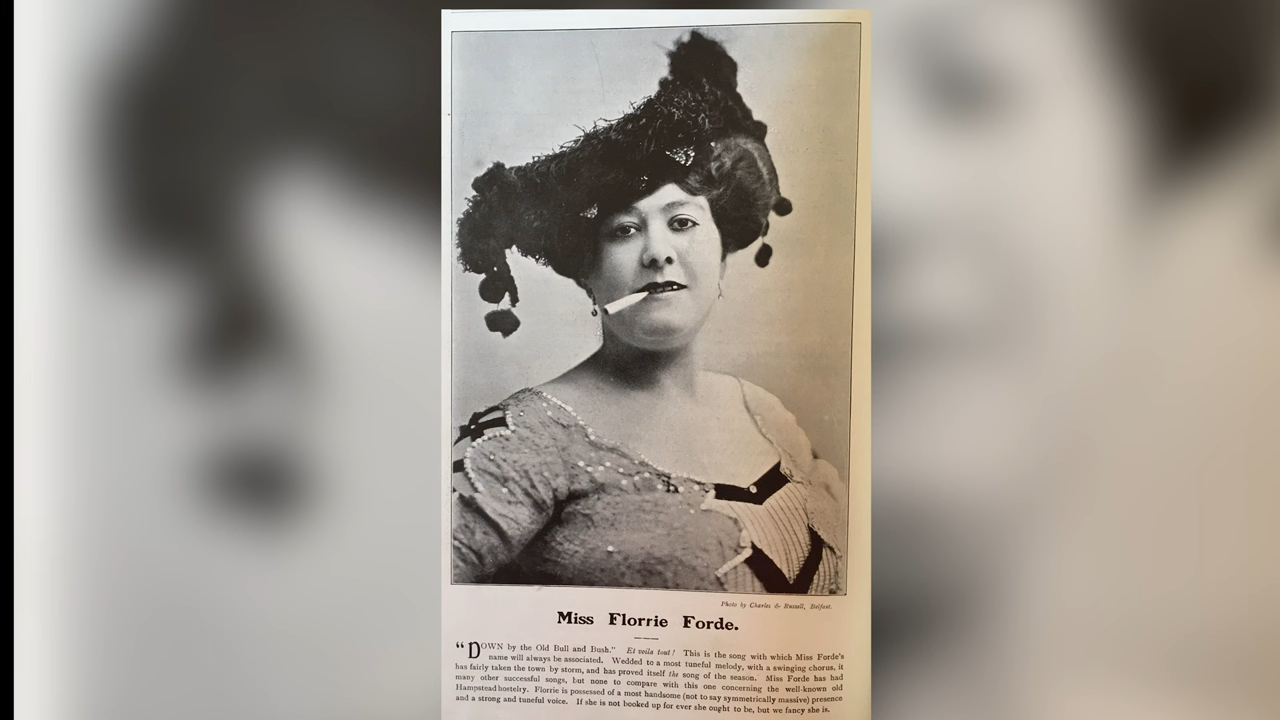 Photo by Charles & Russell, Belfast.
Miss Florrie Forde.
“DOWN by the Old Bull and Bush.” Et voila tout! This is the song with which Miss Forde's
name will always be associated. Wedded to a most tuneful melody, with a swinging chorus, it
has fairly taken the town by storm, and has proved itself the song of the season. Miss Forde has had
many other successful songs, but none to compare with this one concerning the well-known old
Hampstead hostelry. Florrie is possessed of a most handsome (not to say symmetrically massive) presence
and a strong and tuneful voice. If she is not booked up for ever she ought to be, but we fancy she is.